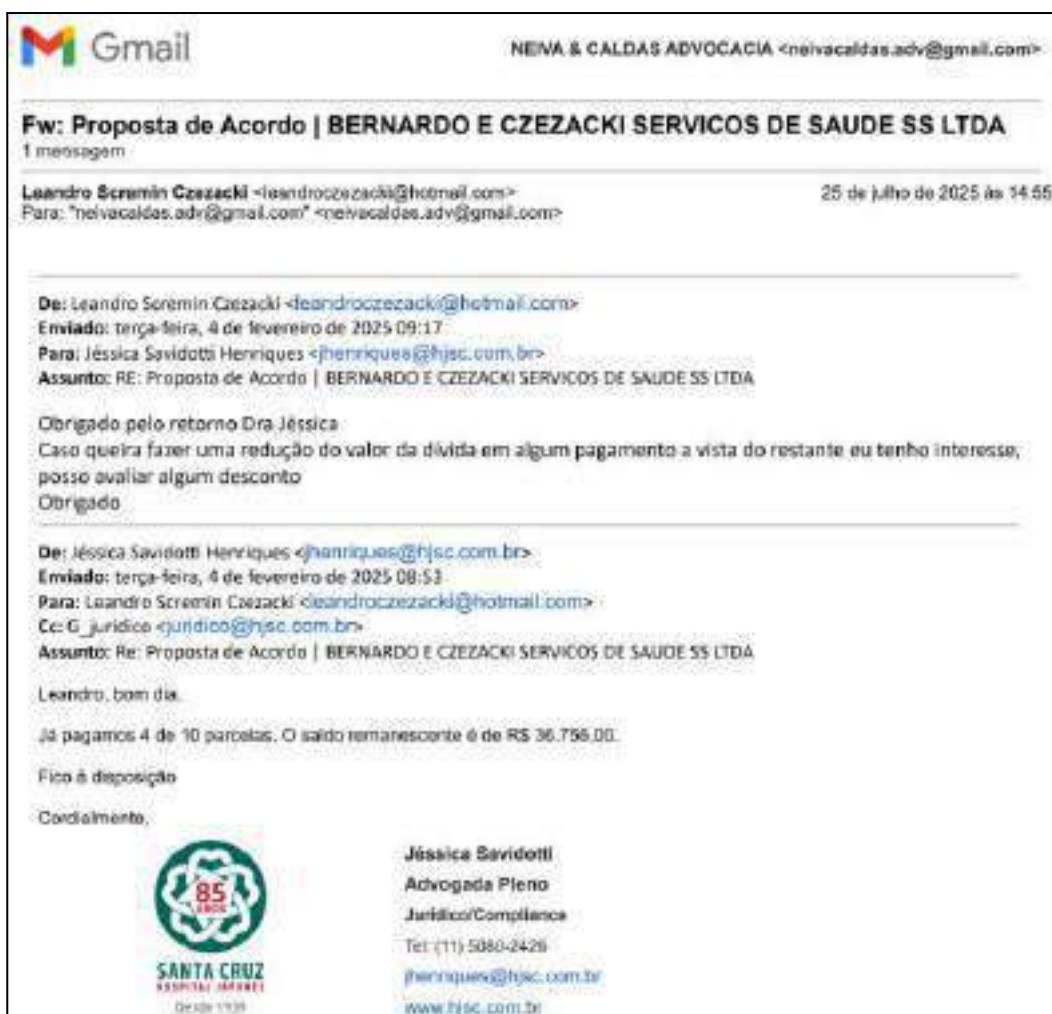 Gmail
NEIVA & CALDAS ADVOCACIA <neivacaldas.adv@gmail.com>
Fw: Proposta de Acordo | BERNARDO E CZEZACKI SERVICOS DE SAUDE SS LTDA
1 mensagem
Leandro Scremin Czezacki <leandroczezacki@hotmail.com>
25 de julho de 2025 às 14:55
Para: "neivacaldas.adv@gmail.com" <neivacaldas.adv@gmail.com>
De: Leandro Scremin Czezacki <leandroczezacki@hotmail.com>
Enviado: terça-feira, 4 de fevereiro de 2025 09:17
Para: Jéssica Savidotti Henriques <jhenriques@hjsc.com.br>
Assunto: RE: Proposta de Acordo | BERNARDO E CZEZACKI SERVICOS DE SAUDE SS LTDA
Obrigado pelo retorno Dra Jéssica
Caso queira fazer uma redução do valor da dívida em algum pagamento a vista do restante eu tenho interesse,
posso avaliar algum desconto
Obrigado
De: Jéssica Savidotti Henriques <jhenriques@hjsc.com.br>
Enviado: terça-feira, 4 de fevereiro de 2025 08:53
Para: Leandro Scremin Czezacki <leandroczezacki@hotmail.com>
Cc: G_juridico <juridico@hjsc.com.br>
Assunto: Re: Proposta de Acordo | BERNARDO E CZEZACKI SERVICOS DE SAUDE SS LTDA
Leandro, bom dia.
Já pagamos 4 de 10 parcelas. O saldo remanescente é de R$ 36.756,00.
Fico à disposição
Cordialmente,
85
ANOS
SANTA CRUZ
HOSPITAL JAPONÊS
Desde 1939
Jéssica Savidotti
Advogada Pleno
Jurídico/Compliance
Tel: (11) 5080-2426
jhenriques@hjsc.com.br
www.hjsc.com.br